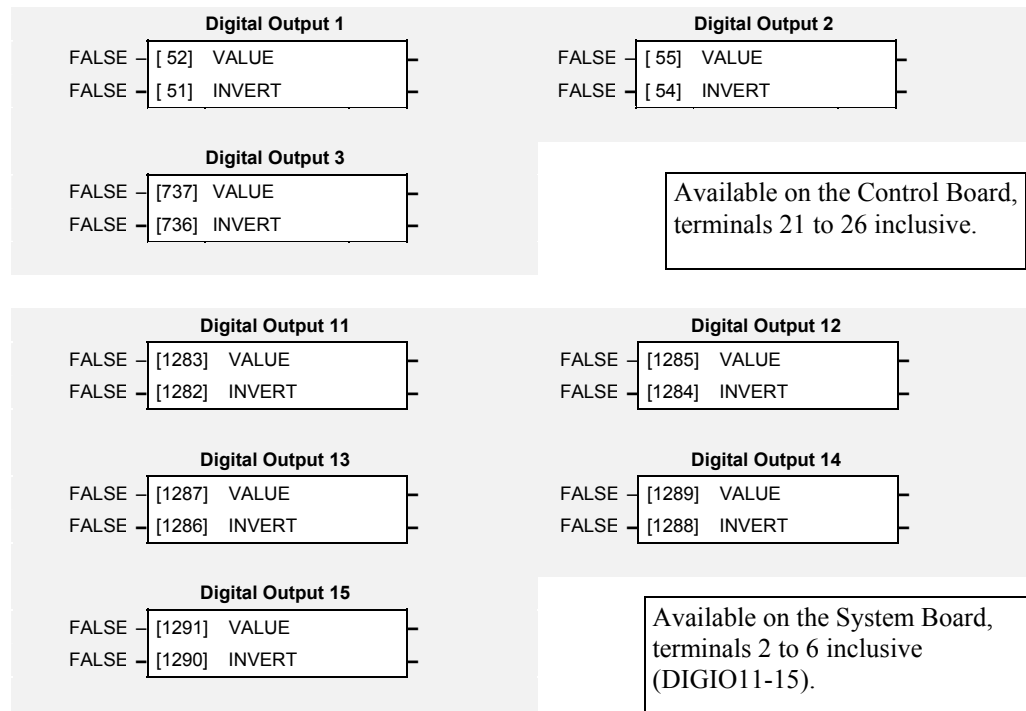 Digital Output 1
FALSE – [ 52] VALUE
FALSE – [ 51] INVERT
Digital Output 2
FALSE – [ 55] VALUE
FALSE – [ 54] INVERT
Digital Output 3
FALSE – [737] VALUE
FALSE – [736] INVERT
Available on the Control Board,
terminals 21 to 26 inclusive.
Digital Output 11
FALSE – [1283] VALUE
FALSE – [1282] INVERT
Digital Output 12
FALSE – [1285] VALUE
FALSE – [1284] INVERT
Digital Output 13
FALSE – [1287] VALUE
FALSE – [1286] INVERT
Digital Output 14
FALSE – [1289] VALUE
FALSE – [1288] INVERT
Digital Output 15
FALSE – [1291] VALUE
FALSE – [1290] INVERT
Available on the System Board,
terminals 2 to 6 inclusive
(DIGIO11-15).